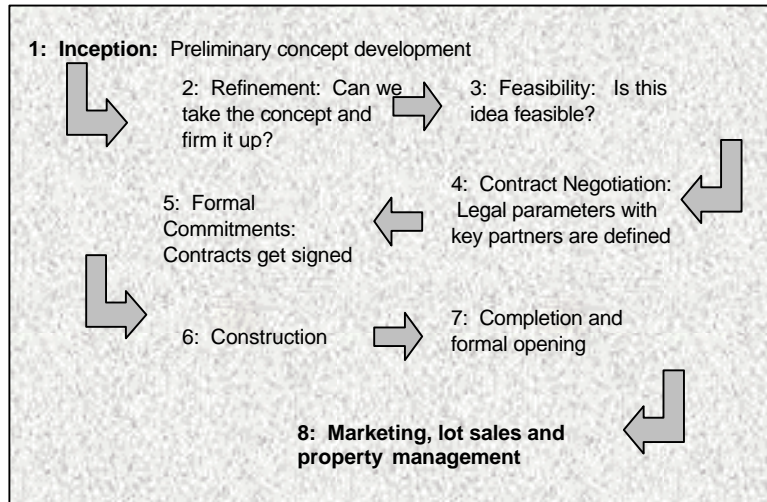 1: Inception: Preliminary concept development
2: Refinement: Can we
take the concept and
firm it up?
3: Feasibility: Is this
idea feasible?
4: Contract Negotiation:
Legal parameters with
key partners are defined
5: Formal
Commitments:
Contracts get signed
6: Construction
7: Completion and
formal opening
8: Marketing, lot sales and
property management